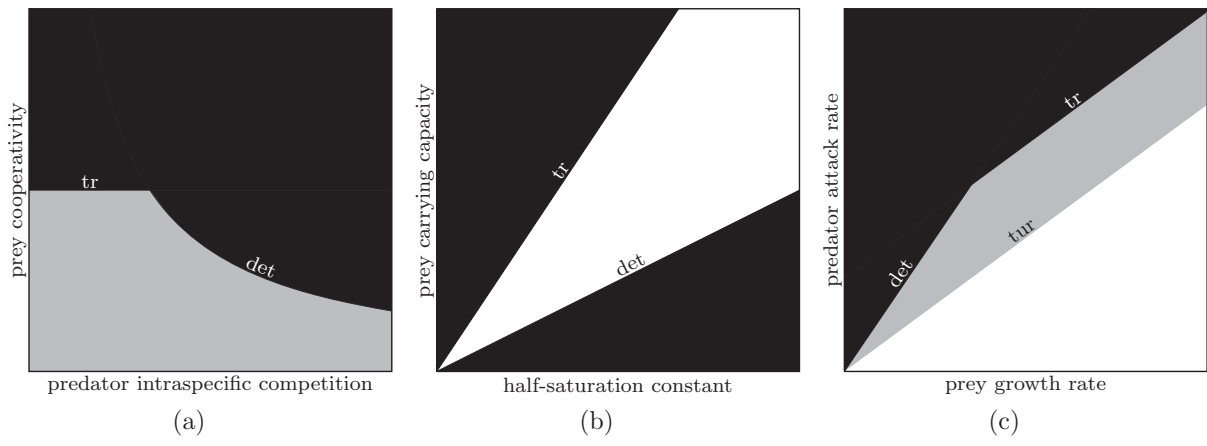 prey cooperativity
tr
det
predator intraspecific competition
(a)
prey carrying capacity
tr
det
half-saturation constant
(b)
predator attack rate
tr
det
tur
prey growth rate
(c)